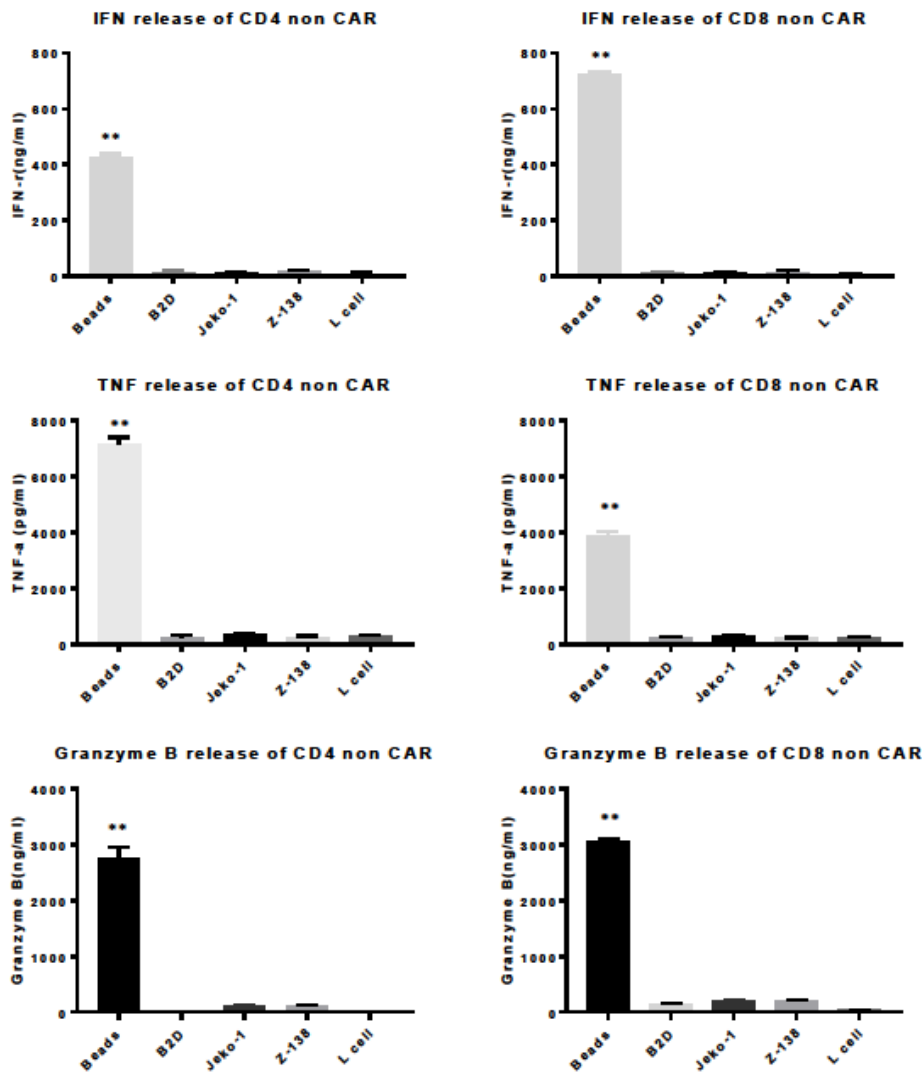 IFN release of CD4 non CAR
800
600
400
200
0
IFN-r(ng/ml)
**
Beads
B2D
Jeko-1
Z-138
L cell
IFN release of CD8 non CAR
800
600
400
200
0
IFN-r(ng/ml)
**
Beads
B2D
Jeko-1
Z-138
L cell
TNF release of CD4 non CAR
8000
6000
4000
2000
0
TNF-a (pg/ml)
**
Beads
B2D
Jeko-1
Z-138
L cell
TNF release of CD8 non CAR
8000
6000
4000
2000
0
TNF-a (pg/ml)
**
Beads
B2D
Jeko-1
Z-138
L cell
Granzyme B release of CD4 non CAR
4000
3000
2000
1000
0
Granzyme B(ng/ml)
**
Beads
B2D
Jeko-1
Z-138
L cell
Granzyme B release of CD8 non CAR
4000
3000
2000
1000
0
Granzyme B(ng/ml)
**
Beads
B2D
Jeko-1
Z-138
L cell